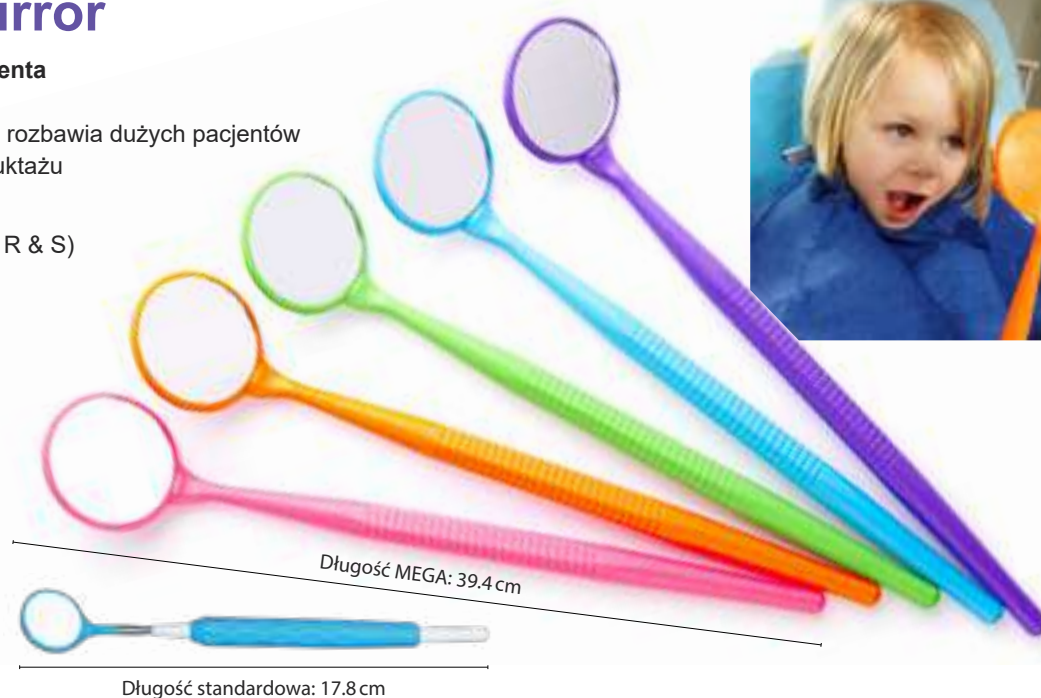 irror
enta
rozbawia dużych pacjentów
uktażu
R & S)
Długość MEGA: 39.4 cm
Długość standardowa: 17.8 cm